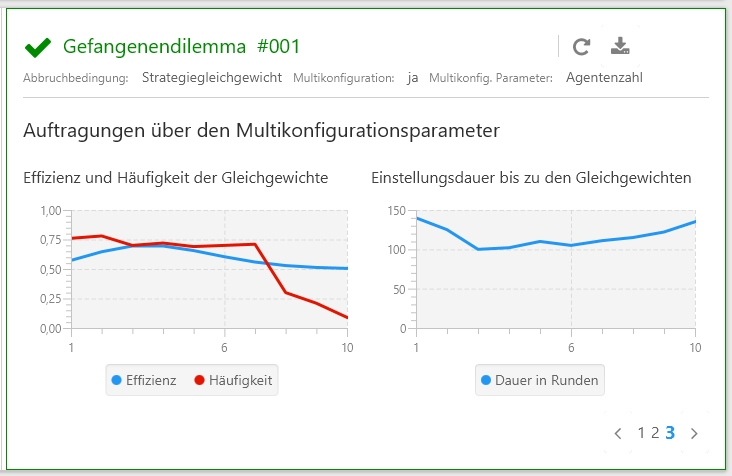 Gefangenendilemma #001
Abbruchbedingung: Strategiegleichgewicht Multikonfiguration: ja Multikonfig. Parameter: Agentenzahl
Auftragungen über den Multikonfigurationsparameter
Effizienz und Häufigkeit der Gleichgewichte
1,00
0,75
0,50
0,25
0,00
1 6 10
Effizienz Häufigkeit
Einstellungsdauer bis zu den Gleichgewichten
150
100
50
0
1 6 10
Dauer in Runden
1 2 3